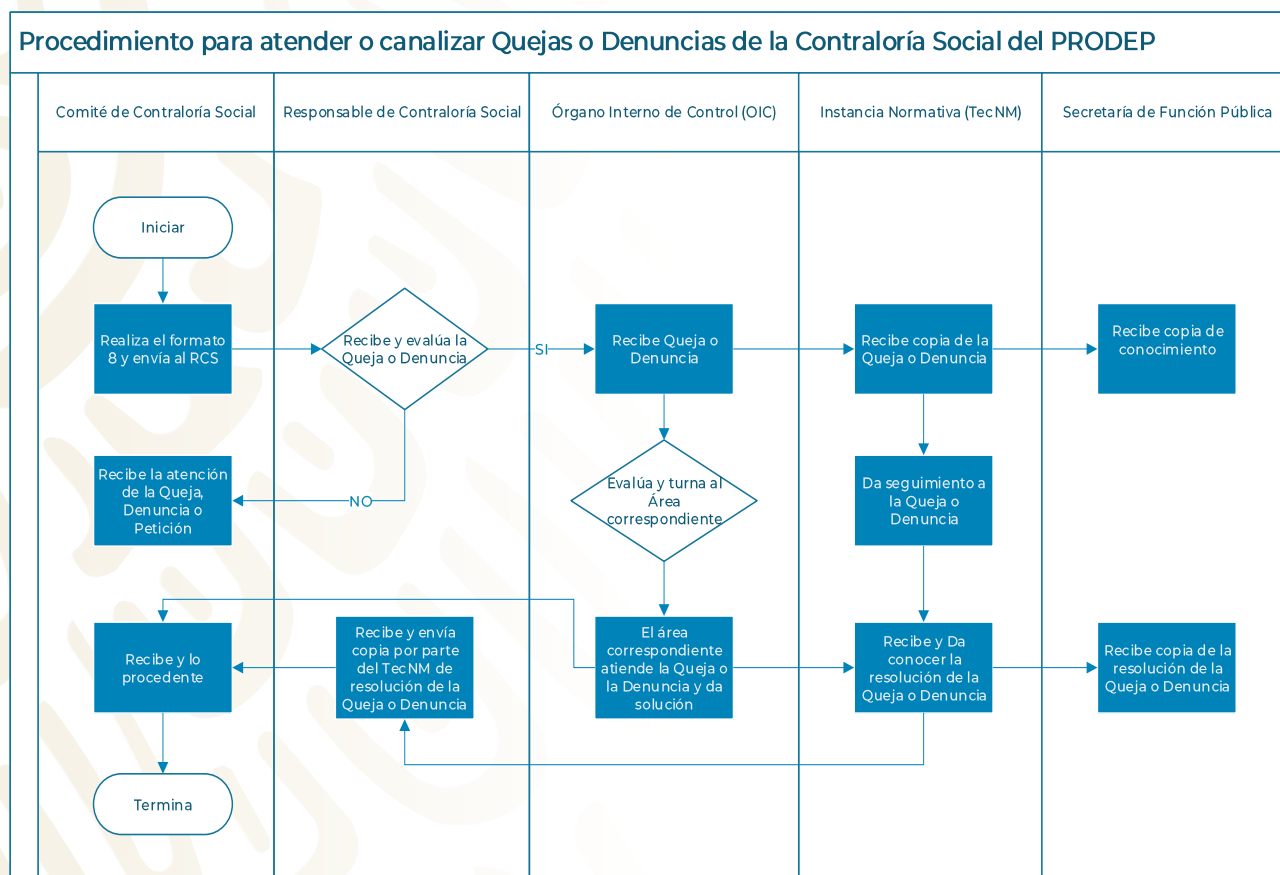 Procedimiento para atender o canalizar Quejas o Denuncias de la Contraloría Social del PRODEP
Comité de Contraloría Social
Responsable de Contraloría Social
Órgano Interno de Control (OIC)
Instancia Normativa (TecNM)
Secretaría de Función Pública
Iniciar
Realiza el formato
8 y envía al RCS
Recibe y evalúa la
Queja o Denuncia
SI
Recibe Queja o
Denuncia
Recibe copia de la
Queja o Denuncia
Recibe copia de
conocimiento
Recibe la atención
de la Queja,
Denuncia o
Petición
NO
Evalúa y turna al
Área
correspondiente
Da seguimiento a
la Queja o
Denuncia
Recibe y lo
procedente
Recibe y envía
copia por parte
del TecNM de
resolución de la
Queja o Denuncia
El área
correspondiente
atiende la Queja o
la Denuncia y da
solución
Recibe y Da
conocer la
resolución de la
Queja o Denuncia
Recibe copia de la
resolución de la
Queja o Denuncia
Termina